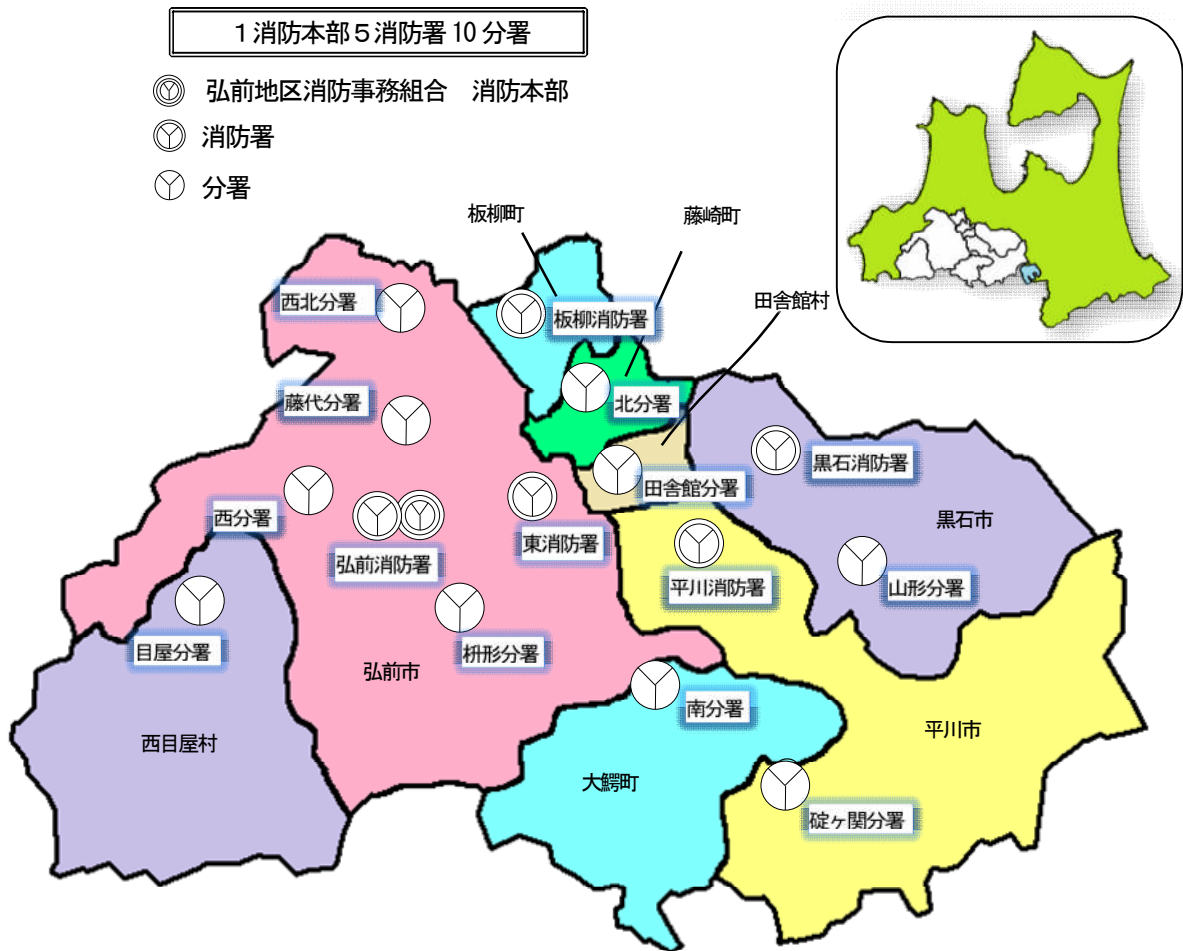 1消防本部5消防署10分署
弘前地区消防事務組合 消防本部
消防署
分署
板柳町
藤崎町
田舎館村
西北分署
板柳消防署
藤代分署
北分署
黒石消防署
田舎館分署
西分署
東消防署
黒石市
弘前消防署
平川消防署
山形分署
目屋分署
枡形分署
弘前市
南分署
西目屋村
平川市
大鰐町
碇ヶ関分署